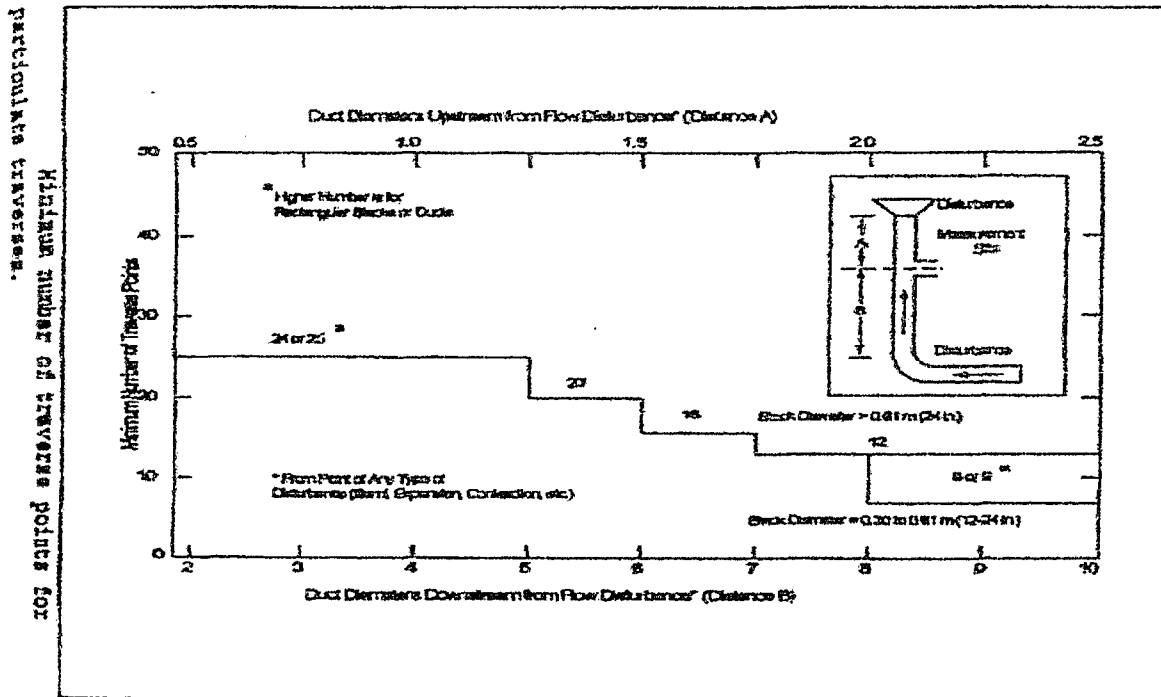 Minimum number of traverse points for
particulate traverses.
Duct Diameters Upstream from Flow Disturbance* (Distance A)
0.5 1.0 1.5 2.0 2.5
50
40
30
20
10
0
Minimum Number of Traverse Points
* Higher Number is for
Rectangular Stacks or Ducts
24 or 25 *
20
16
Stack Diameter > 0.61 m (24 in.)
12
8 or 9 *
Stack Diameter = 0.30 to 0.61 m (12-24 in.)
* From Point of Any Type of
Disturbance (Bend, Expansion, Contraction, etc.)
Disturbance
Measurement
Site
Disturbance
A
B
2 3 4 5 6 7 8 9 10
Duct Diameters Downstream from Flow Disturbance* (Distance B)